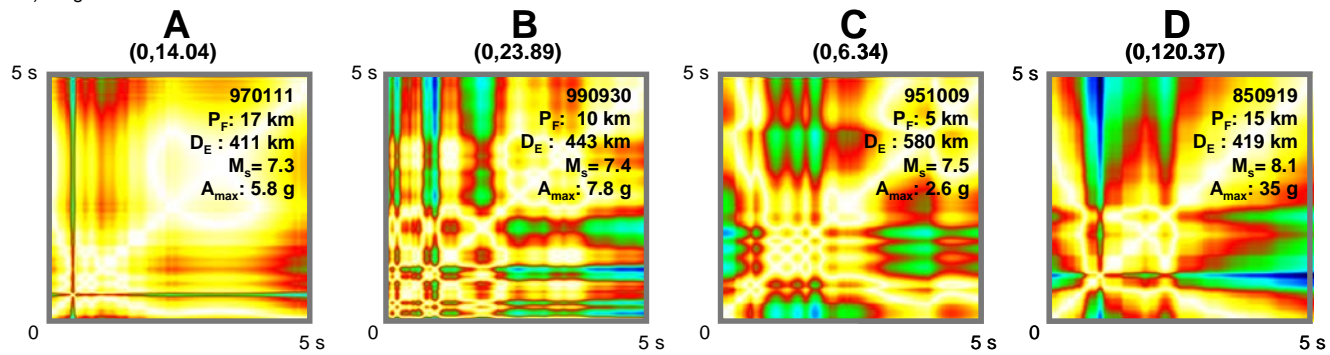 A
(0,14.04)
5 s
970111
P_F: 17 km
D_E : 411 km
M_s= 7.3
A_max: 5.8 g
0
5 s
B
(0,23.89)
990930
P_F: 10 km
D_E : 443 km
M_s= 7.4
A_max: 7.8 g
0
5 s
C
(0,6.34)
5 s
951009
P_F: 5 km
D_E : 580 km
M_s= 7.5
A_max: 2.6 g
0
5 s
D
(0,120.37)
5 s
850919
P_F: 15 km
D_E : 419 km
M_s= 8.1
A_max: 35 g
0
5 s